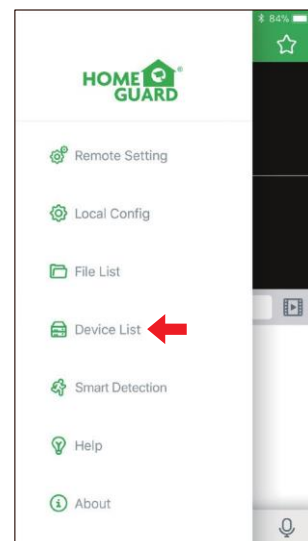 84%
HOME
GUARD®
Remote Setting
Local Config
File List
Device List
Smart Detection
Help
About